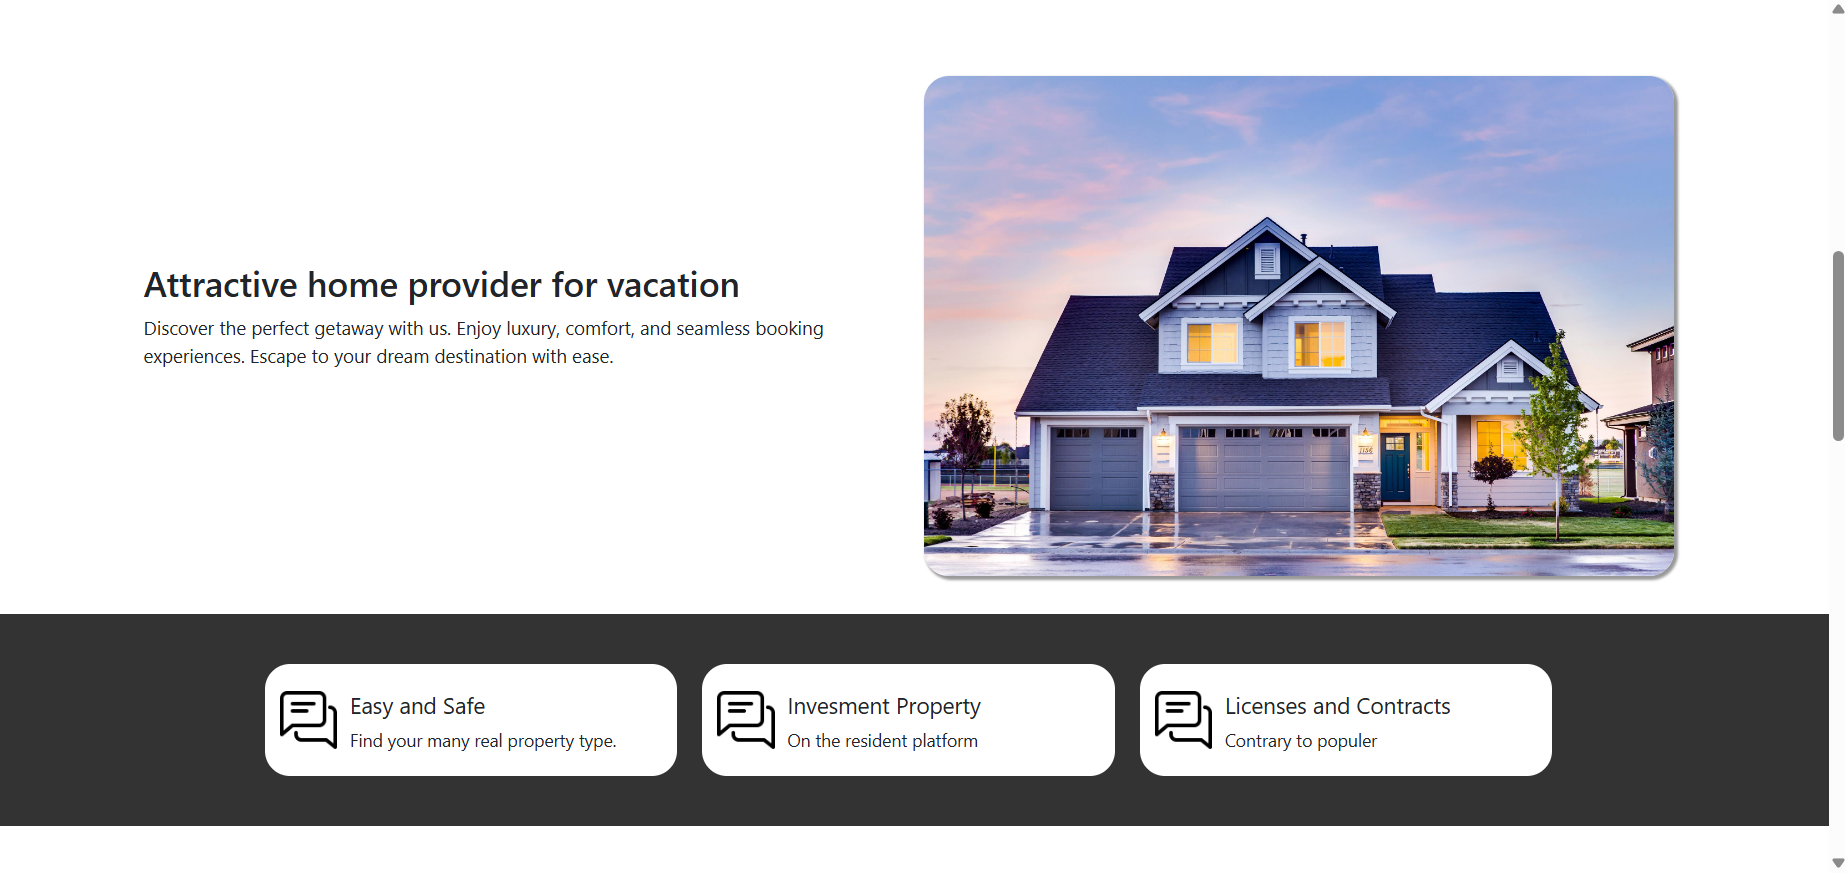 Attractive home provider for vacation
Discover the perfect getaway with us. Enjoy luxury, comfort, and seamless booking
experiences. Escape to your dream destination with ease.
Easy and Safe
Find your many real property type.
Invesment Property
On the resident platform
Licenses and Contracts
Contrary to populer